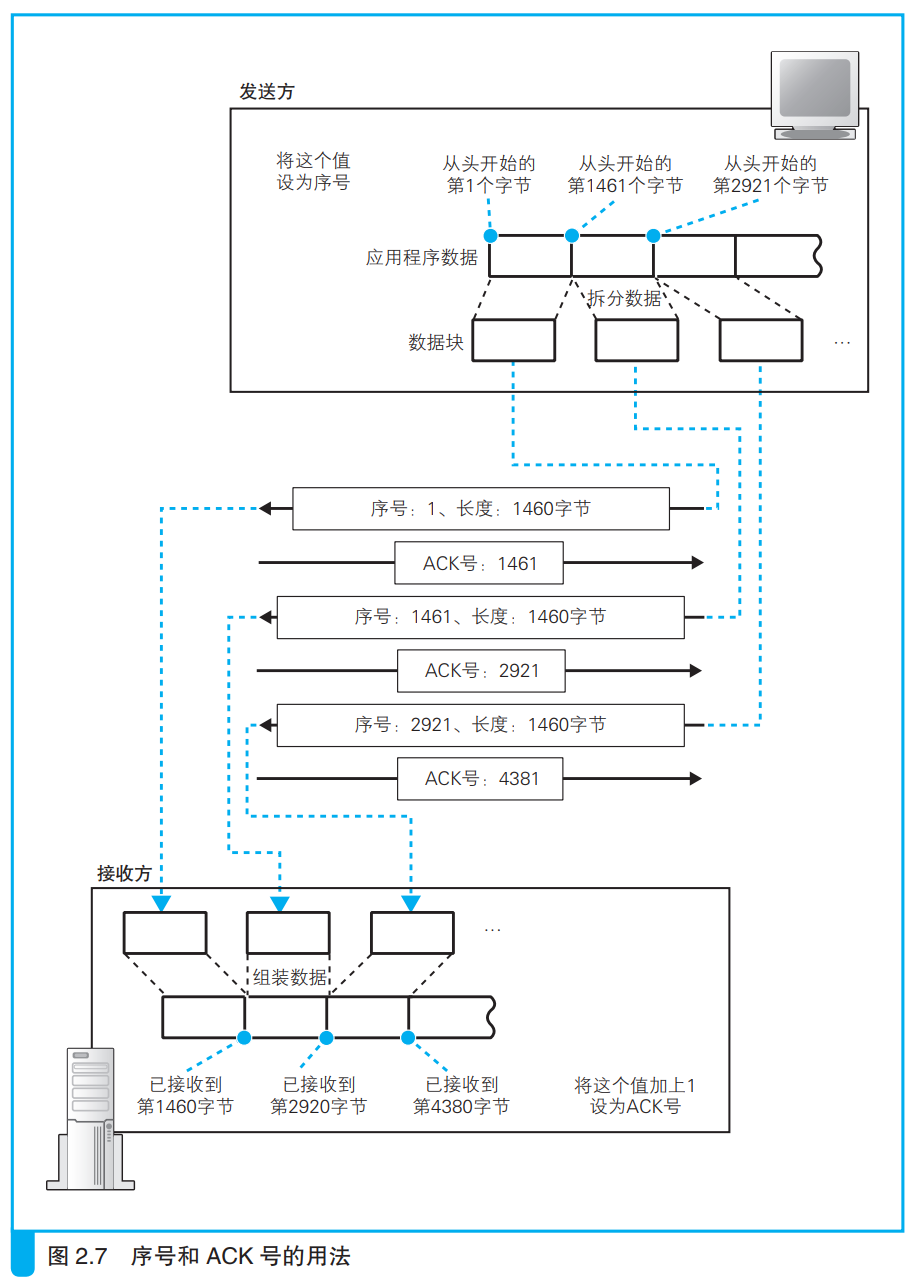 发送方
将这个值
设为序号
从头开始的
第1个字节
从头开始的
第1461个字节
从头开始的
第2921个字节
应用程序数据
拆分数据
数据块
…
序号：1、长度：1460字节
ACK号：1461
序号：1461、长度：1460字节
ACK号：2921
序号：2921、长度：1460字节
ACK号：4381
接收方
…
组装数据
已接收到
第1460字节
已接收到
第2920字节
已接收到
第4380字节
将这个值加上1
设为ACK号
图 2.7 序号和 ACK 号的用法